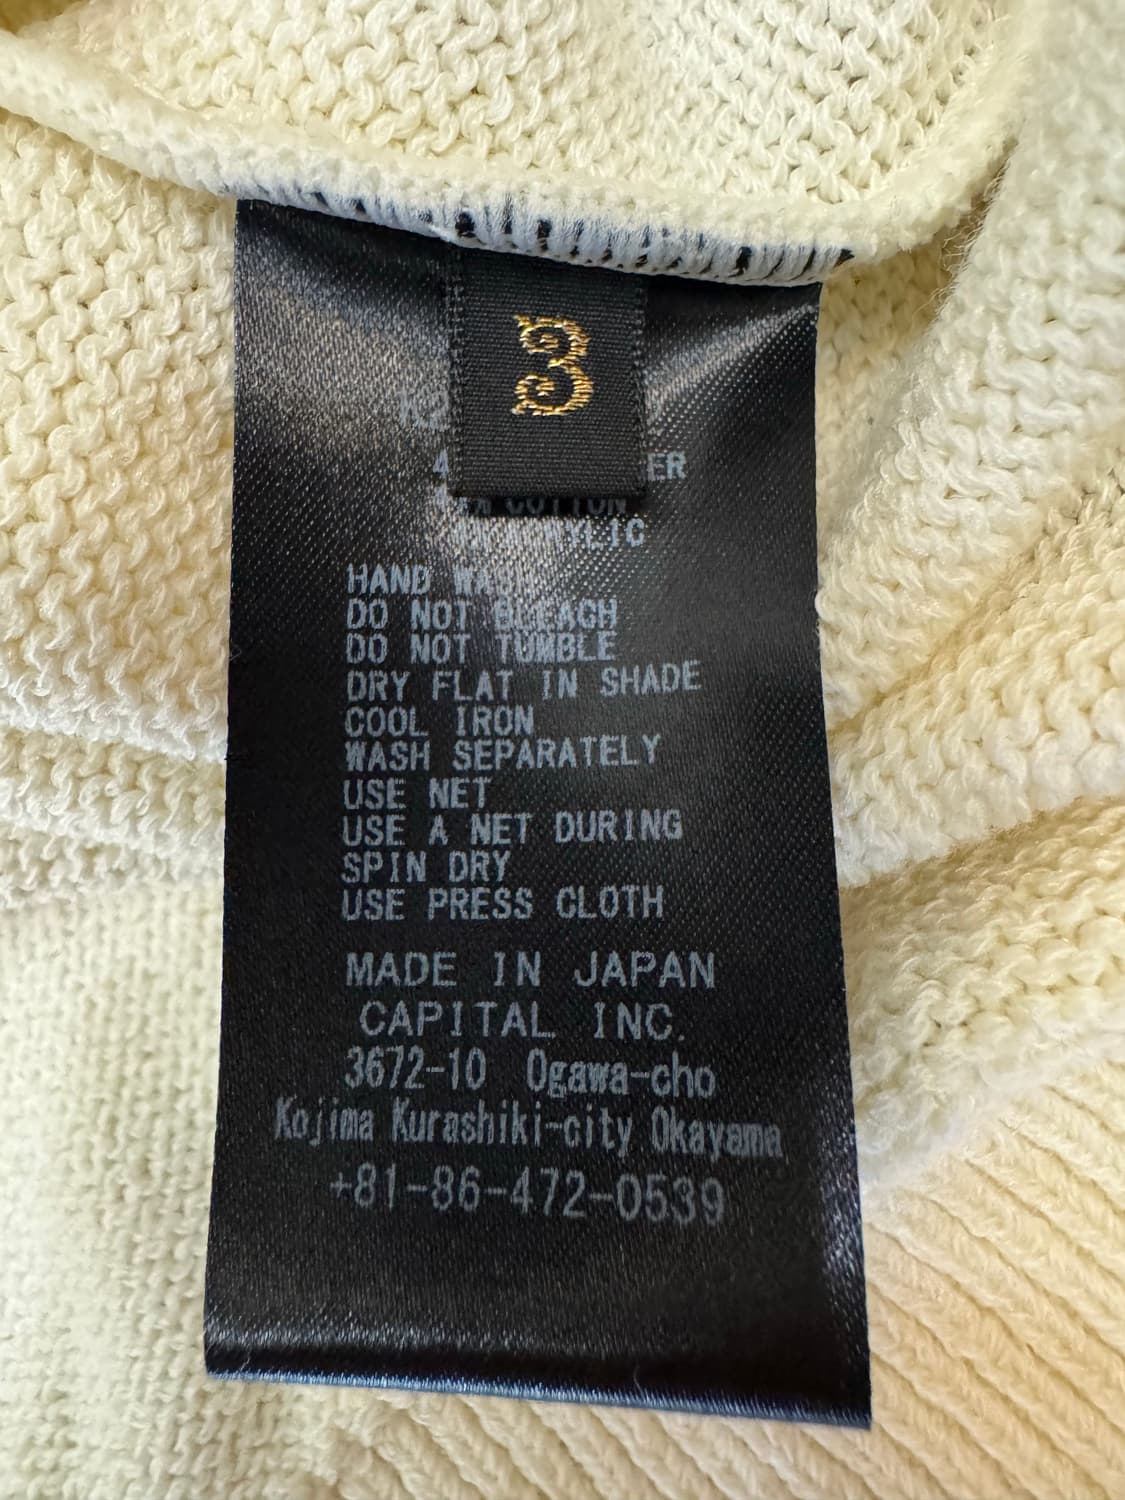 3
COTTON
HAND WASH
DO NOT BLEACH
DO NOT TUMBLE
DRY FLAT IN SHADE
COOL IRON
WASH SEPARATELY
USE NET
USE A NET DURING
SPIN DRY
USE PRESS CLOTH
MADE IN JAPAN
CAPITAL INC.
3672-10 Ogawa-cho
Kojima Kurashiki-city Okayama
+81-86-472-0539